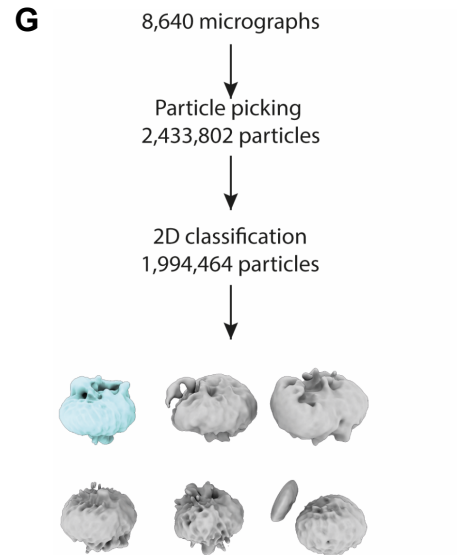 G
8,640 micrographs
Particle picking
2,433,802 particles
2D classification
1,994,464 particles